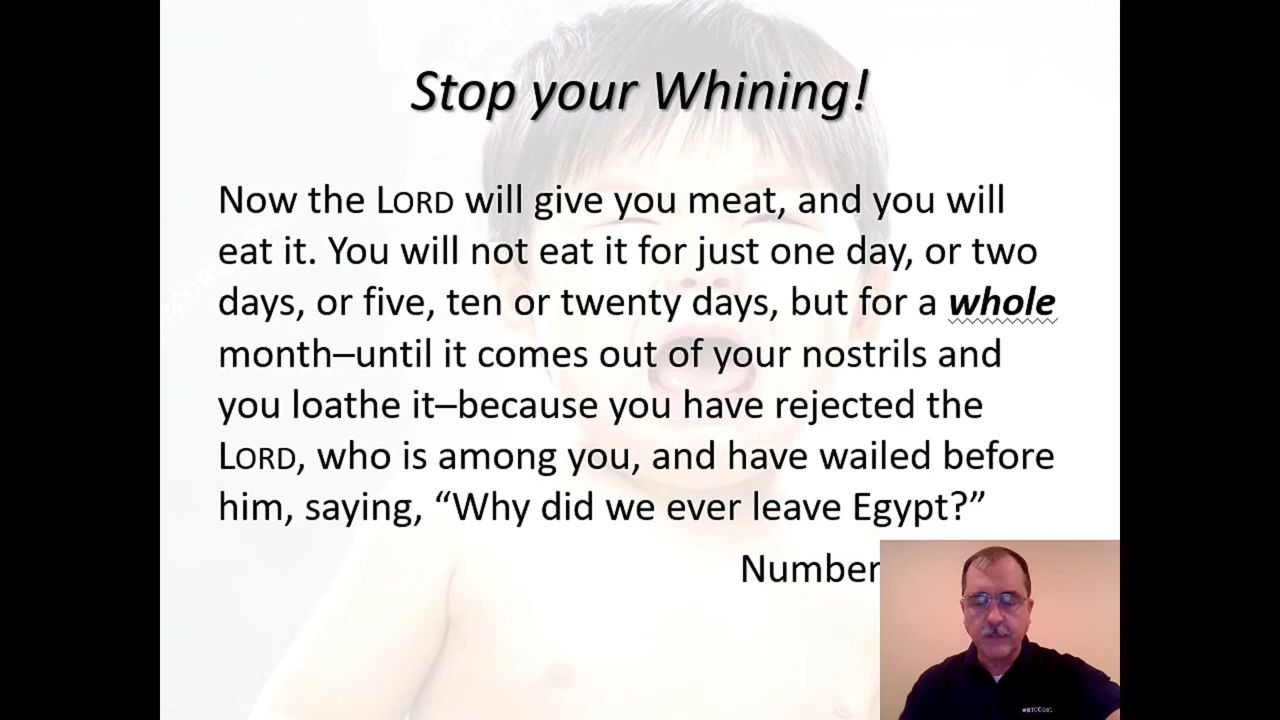 Stop your Whining!
Now the LORD will give you meat, and you will
eat it. You will not eat it for just one day, or two
days, or five, ten or twenty days, but for a whole
month–until it comes out of your nostrils and
you loathe it–because you have rejected the
LORD, who is among you, and have wailed before
him, saying, “Why did we ever leave Egypt?”
Number